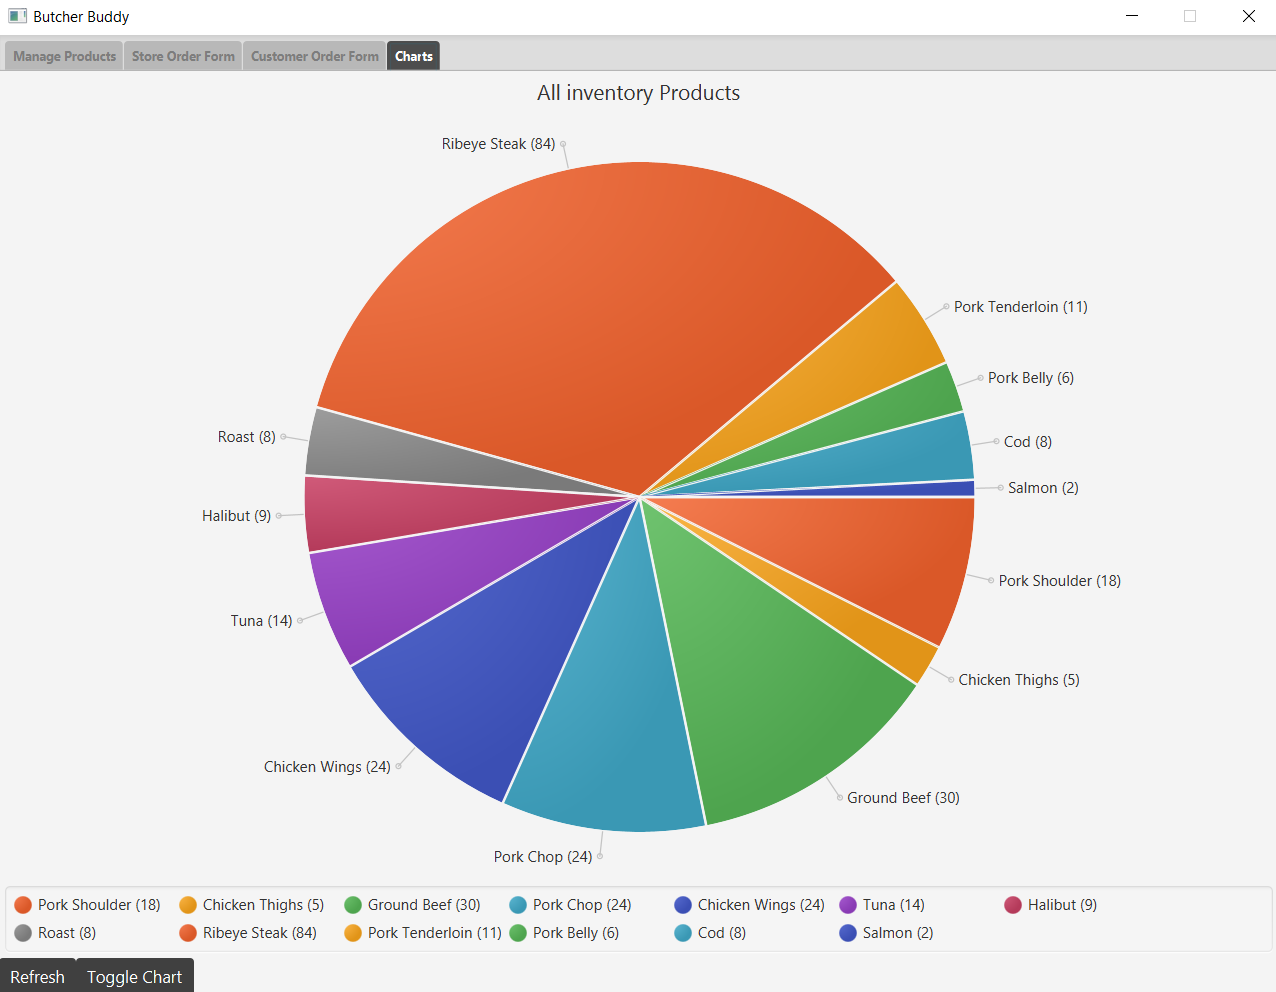 Butcher Buddy
Manage Products Store Order Form Customer Order Form Charts
All inventory Products
Ribeye Steak (84)
Pork Tenderloin (11)
Pork Belly (6)
Roast (8)
Cod (8)
Salmon (2)
Halibut (9)
Pork Shoulder (18)
Tuna (14)
Chicken Thighs (5)
Chicken Wings (24)
Ground Beef (30)
Pork Chop (24)
Pork Shoulder (18) Chicken Thighs (5) Ground Beef (30) Pork Chop (24) Chicken Wings (24) Tuna (14) Halibut (9)
Roast (8) Ribeye Steak (84) Pork Tenderloin (11) Pork Belly (6) Cod (8) Salmon (2)
Refresh Toggle Chart